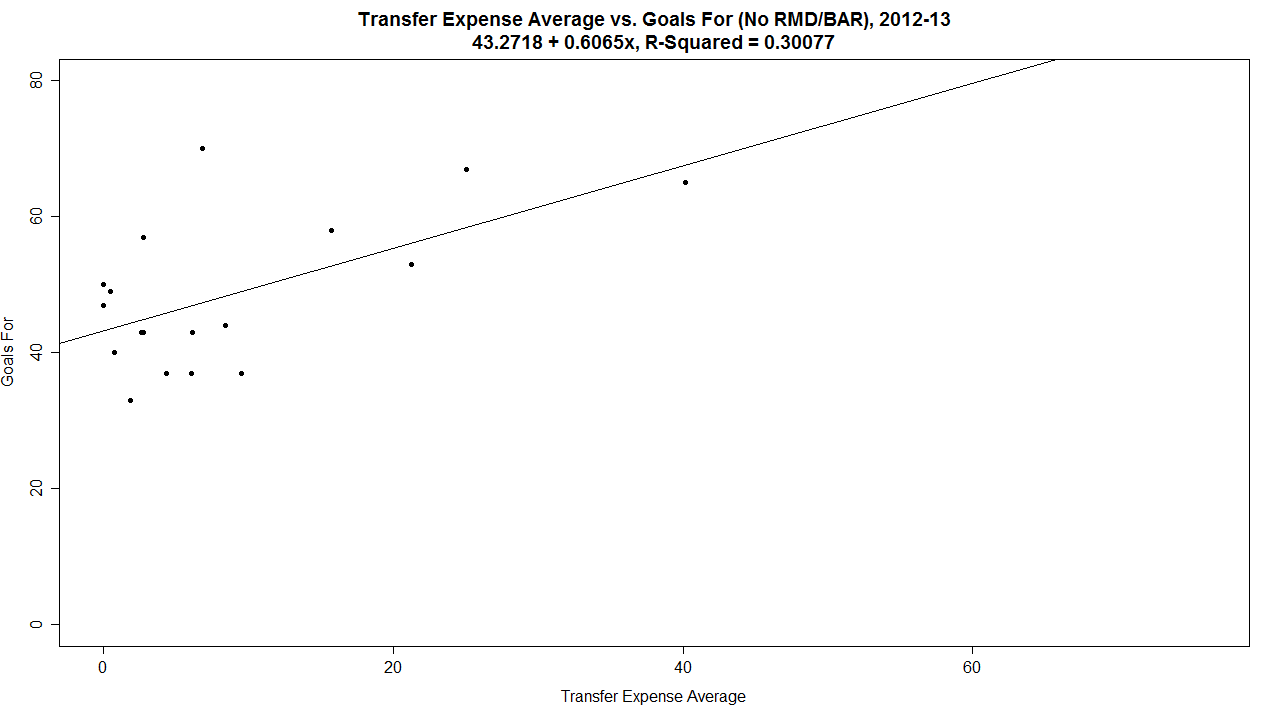 Transfer Expense Average vs. Goals For (No RMD/BAR), 2012-13
43.2718 + 0.6065x, R-Squared = 0.30077
80
60
40
20
0
Goals For
0 20 40 60
Transfer Expense Average